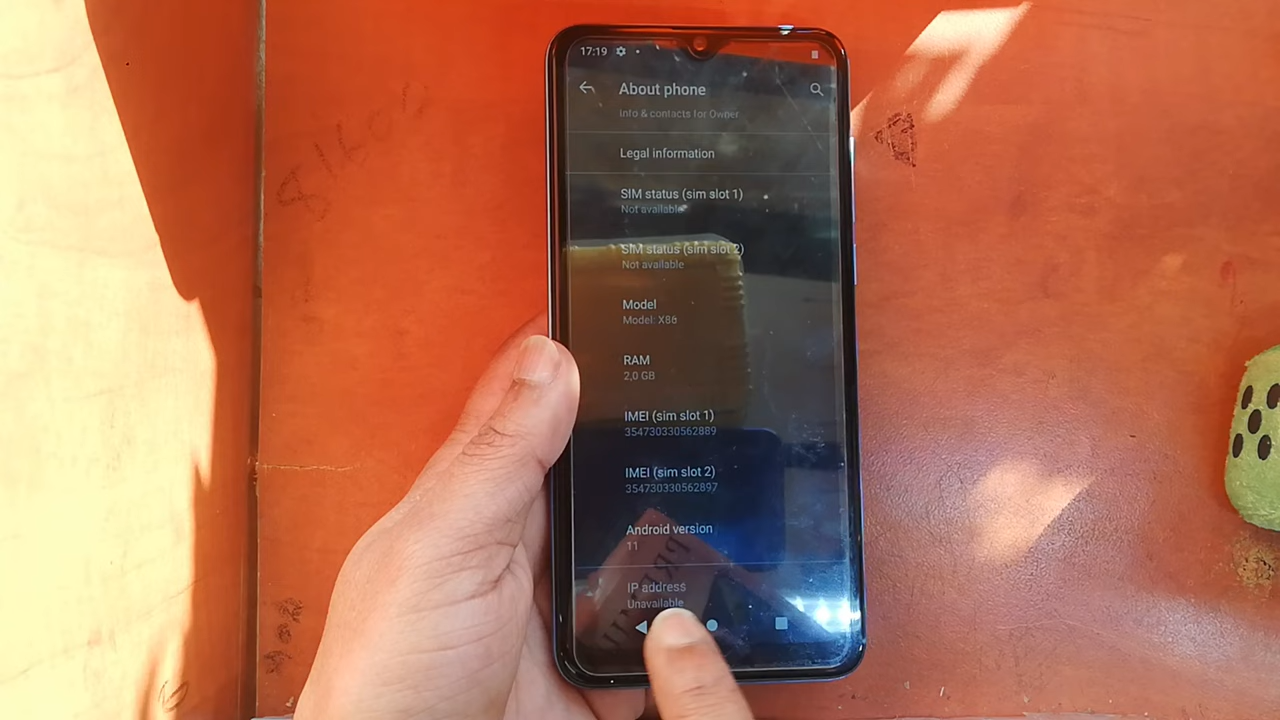 17:19
About phone
Info & contacts for Owner
Legal information
SIM status (sim slot 1)
Not available
SIM status (sim slot 2)
Not available
Model
Model: X86
RAM
2,0 GB
IMEI (sim slot 1)
354730330562889
IMEI (sim slot 2)
354730330562897
Android version
11
IP address
Unavailable